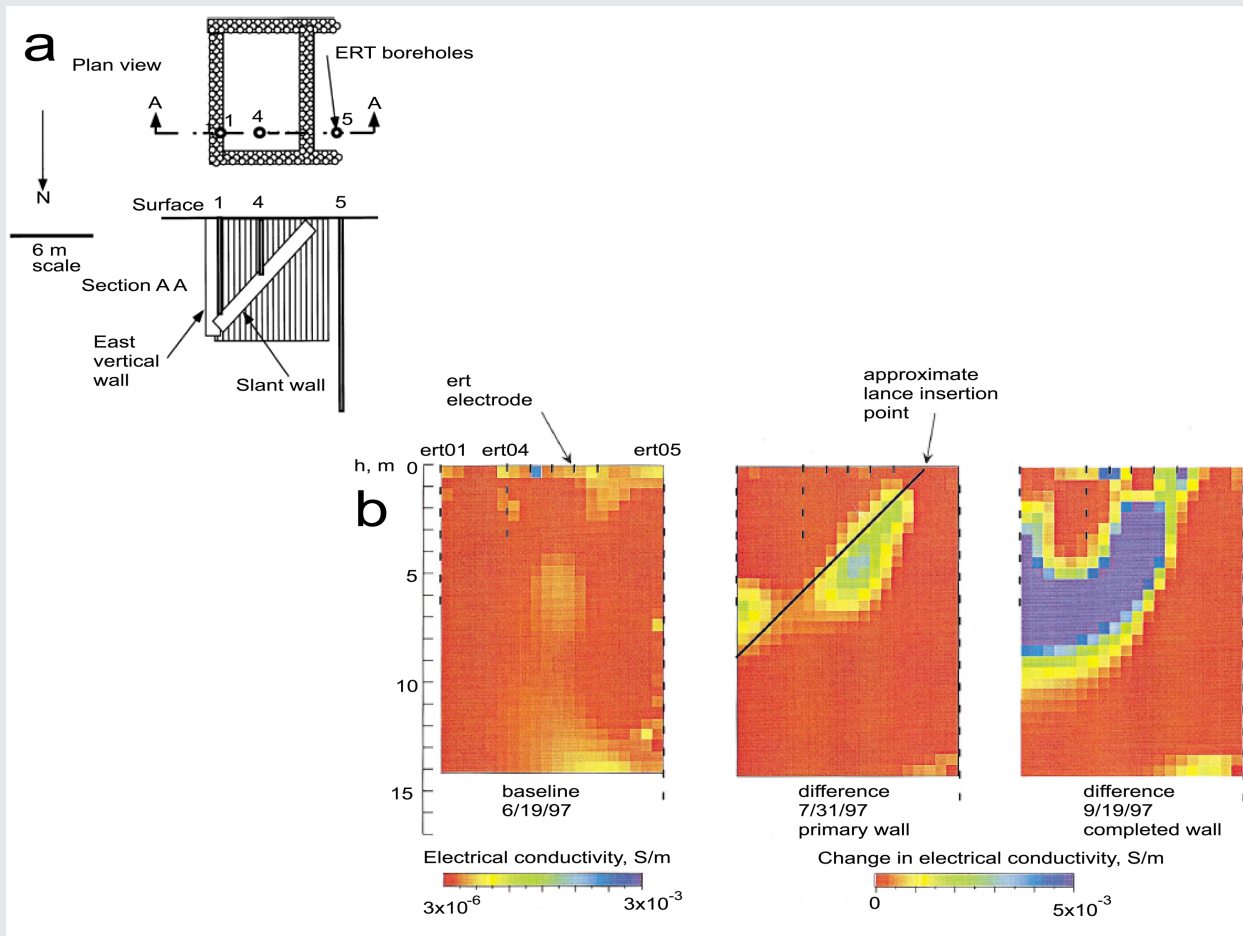 a
Plan view
ERT boreholes
A
1
4
5
A
N
6 m
scale
Surface
1
4
5
Section A A
East
vertical
wall
Slant wall
b
ert
electrode
approximate
lance insertion
point
ert01
ert04
ert05
h, m
0
5
10
15
baseline
6/19/97
difference
7/31/97
primary wall
difference
9/19/97
completed wall
Electrical conductivity, S/m
3x10⁻⁶
3x10⁻³
Change in electrical conductivity, S/m
0
5x10⁻³